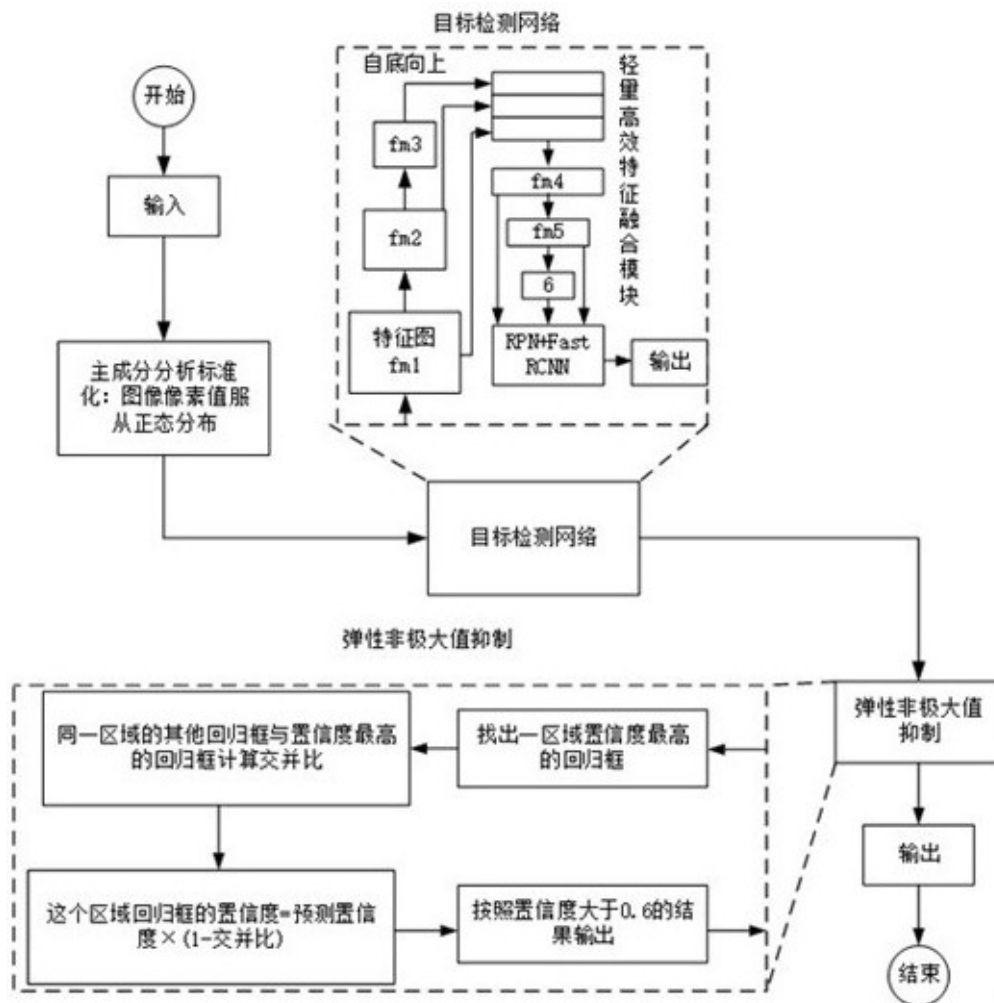 目标检测网络
开始
输入
主成分分析标准
化：图像像素值服
从正态分布
自底向上
fm3
fm2
特征图
fm1
轻量高效特征融合模块
fm4
fm5
6
RPN+Fast
RCNN
输出
目标检测网络
弹性非极大值抑制
弹性非极大值
抑制
找出一区域置信度最高
的回归框
同一区域的其他回归框与置信度最高
的回归框计算交并比
这个区域回归框的置信度=预测置信
度×(1-交并比)
按照置信度大于0.6的结
果输出
输出
结束